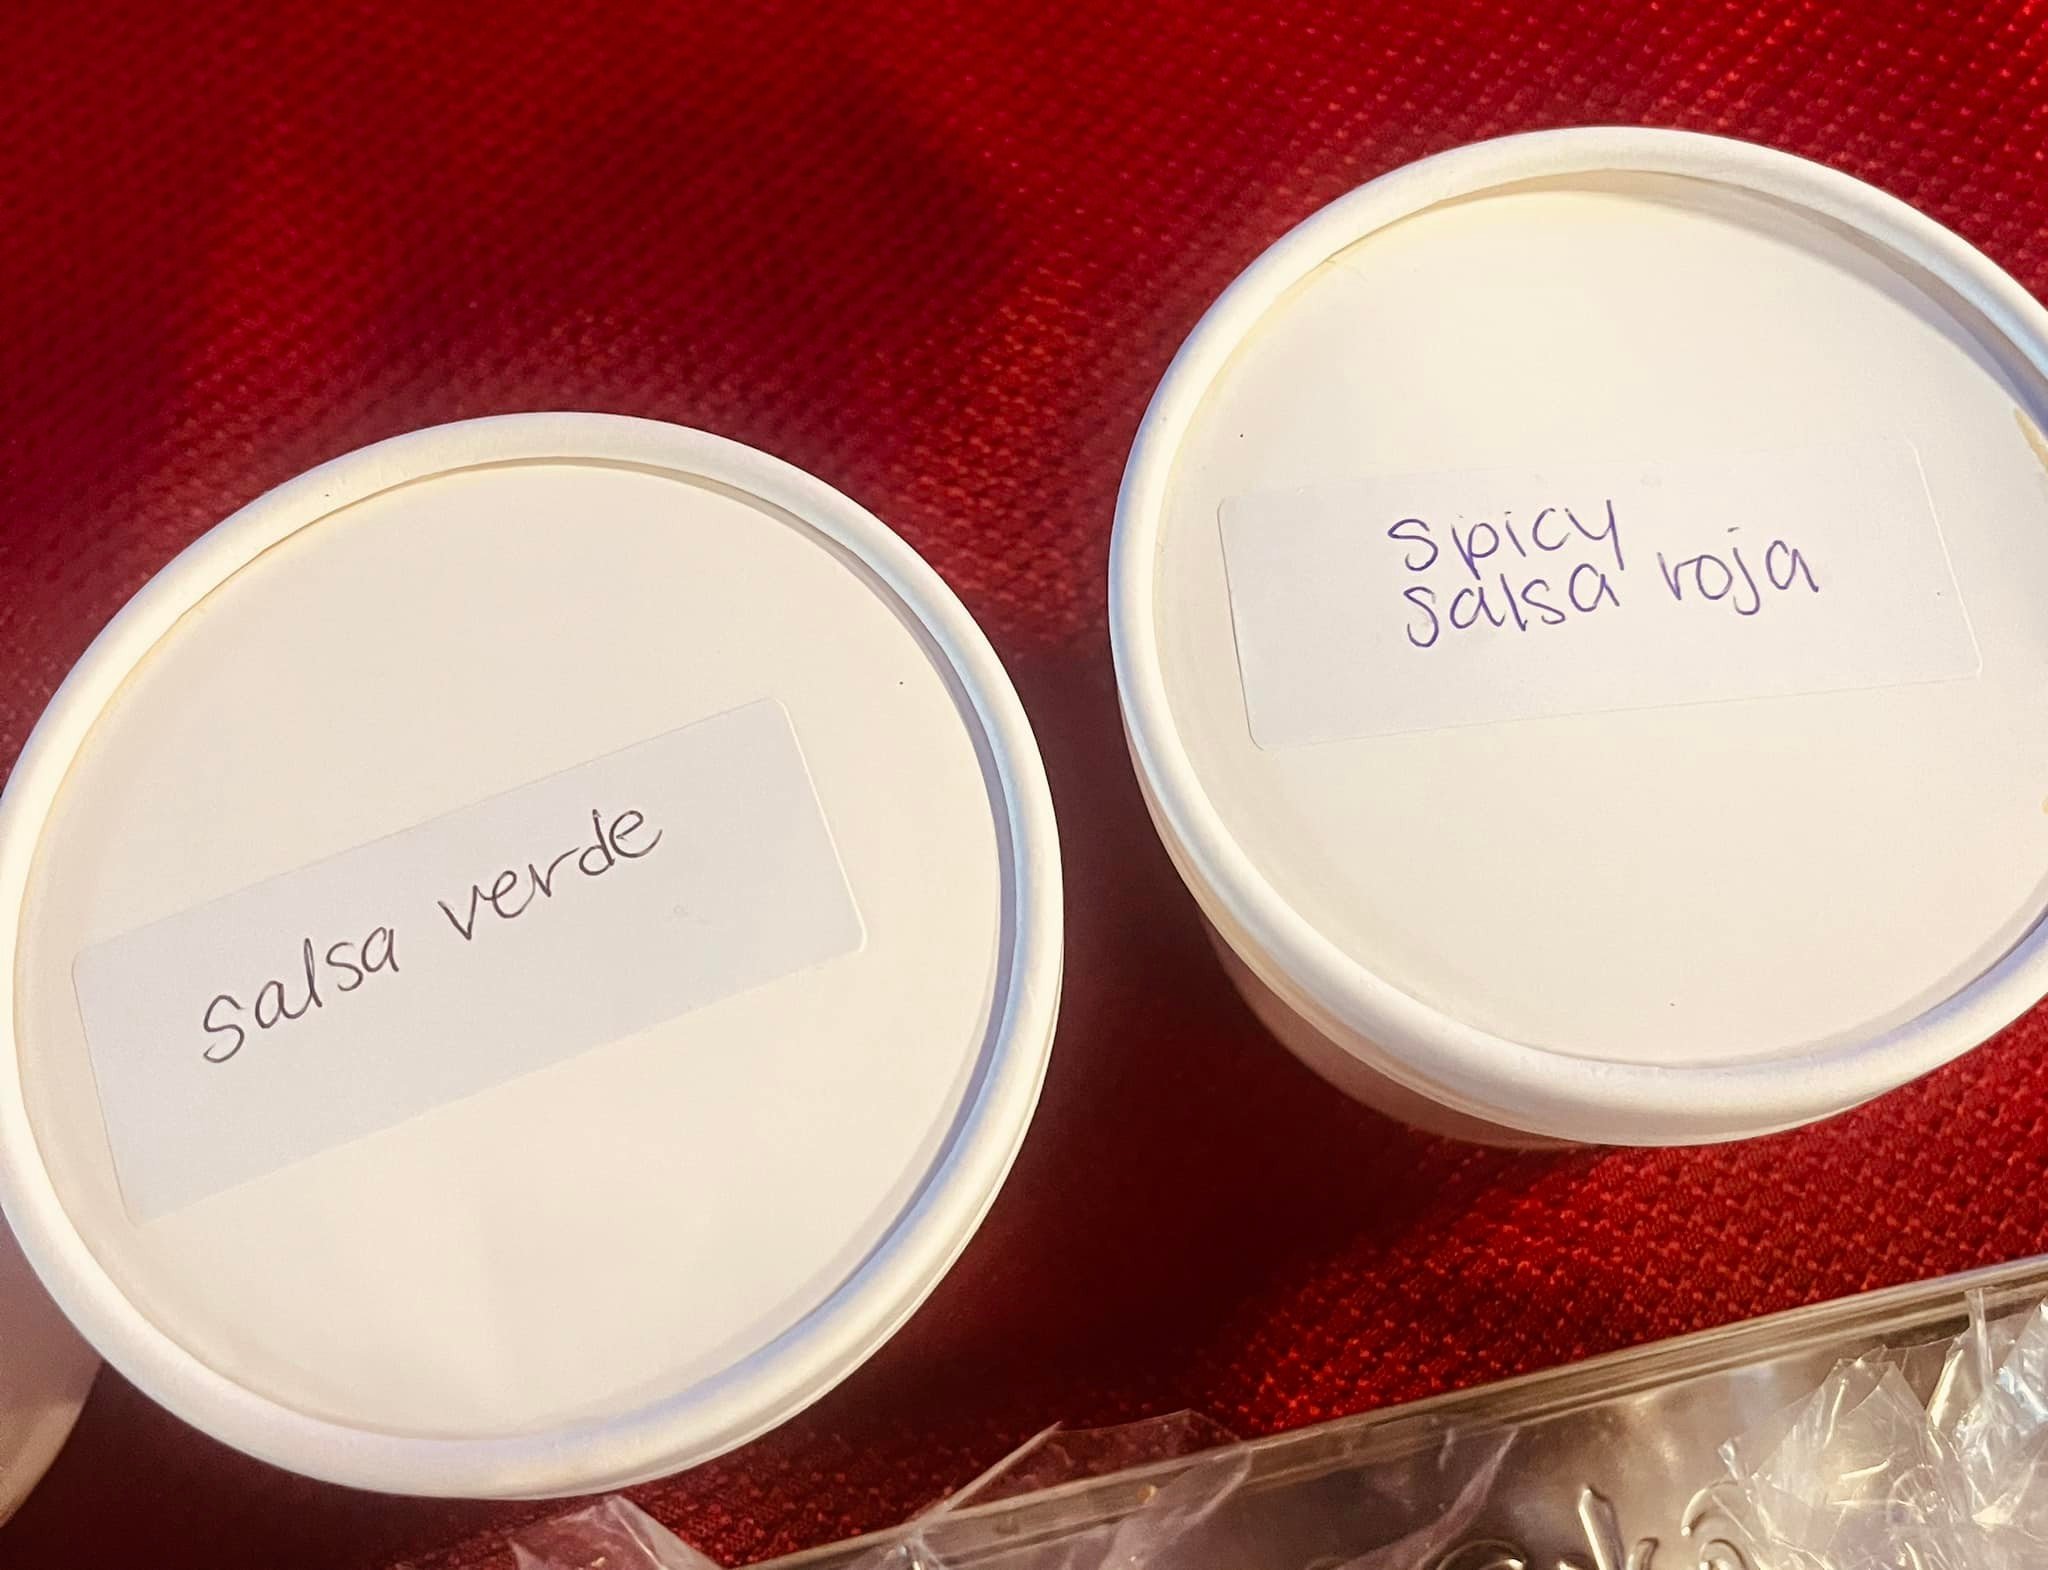 salsa verde
spicy
salsa roja